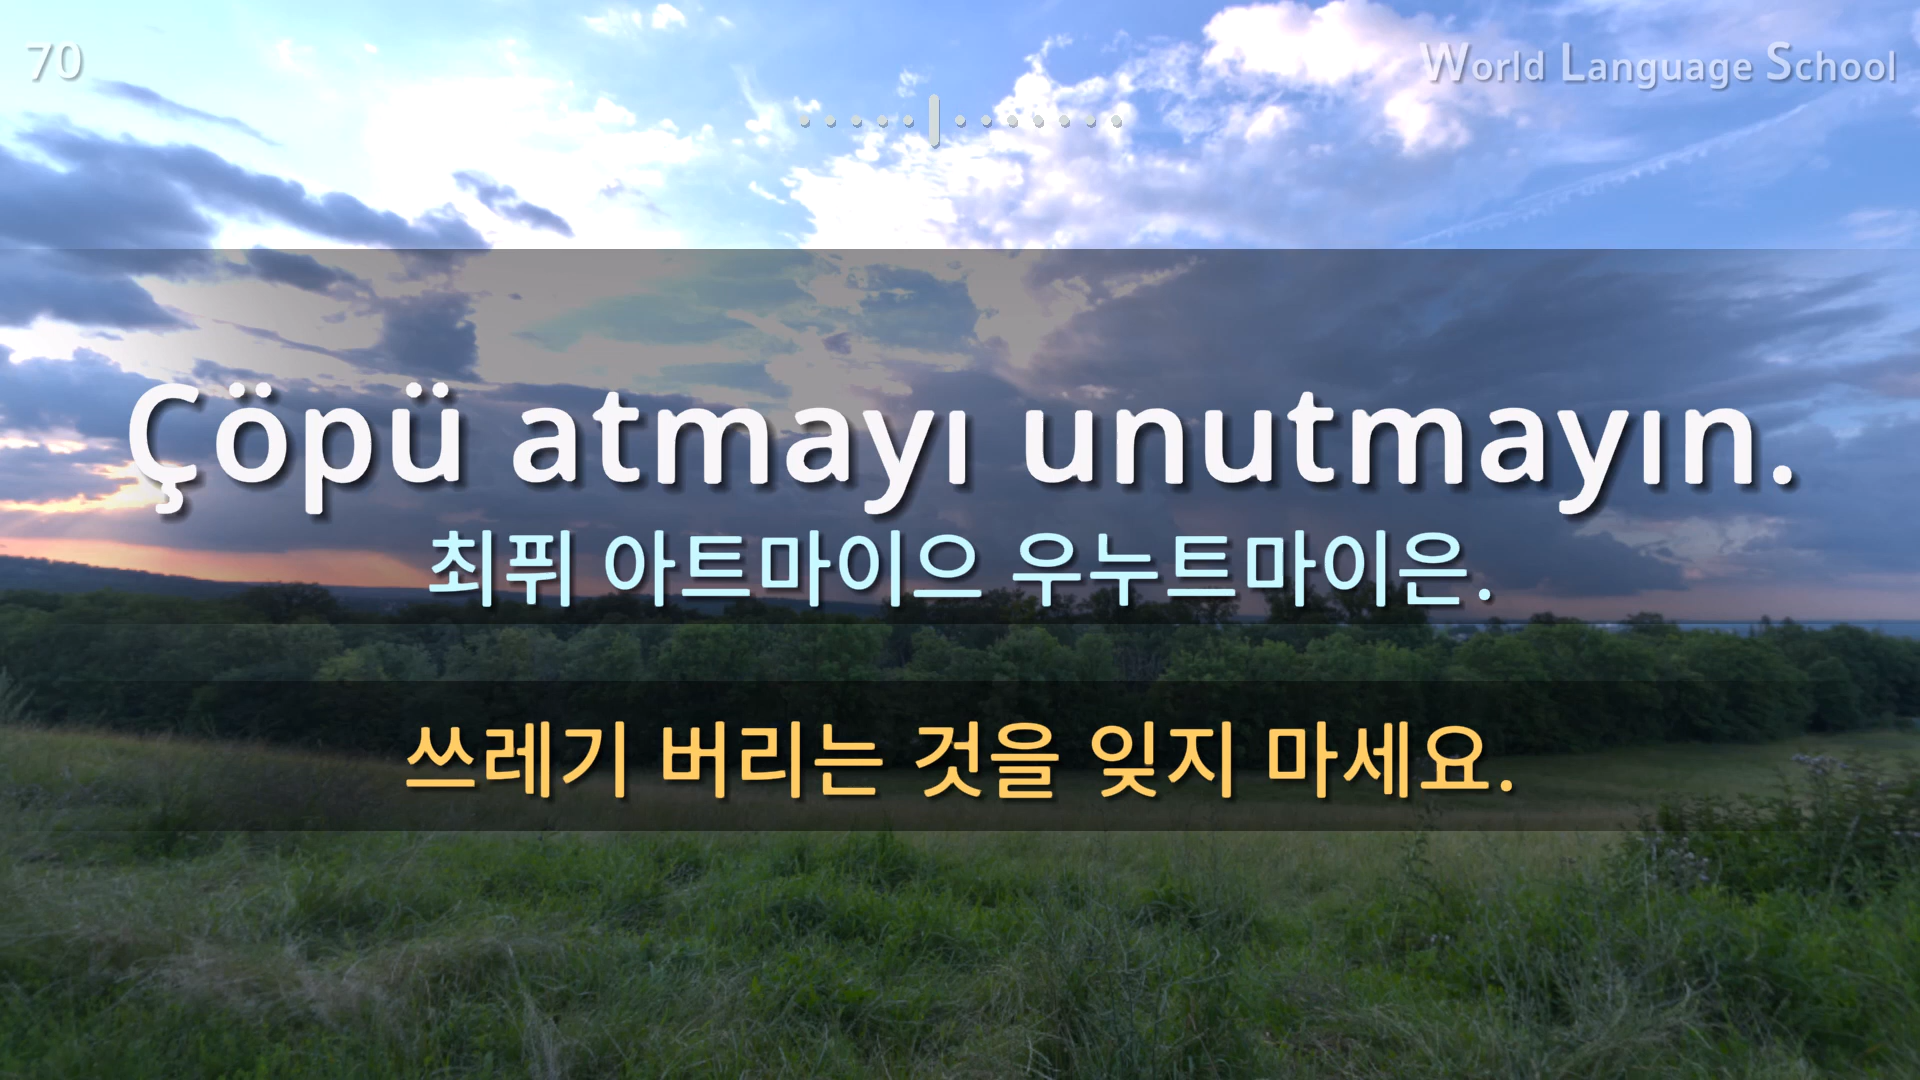 70
World Language School
Çöpü atmayı unutmayın.
최퓌 아트마이으 우누트마이은.
쓰레기 버리는 것을 잊지 마세요.